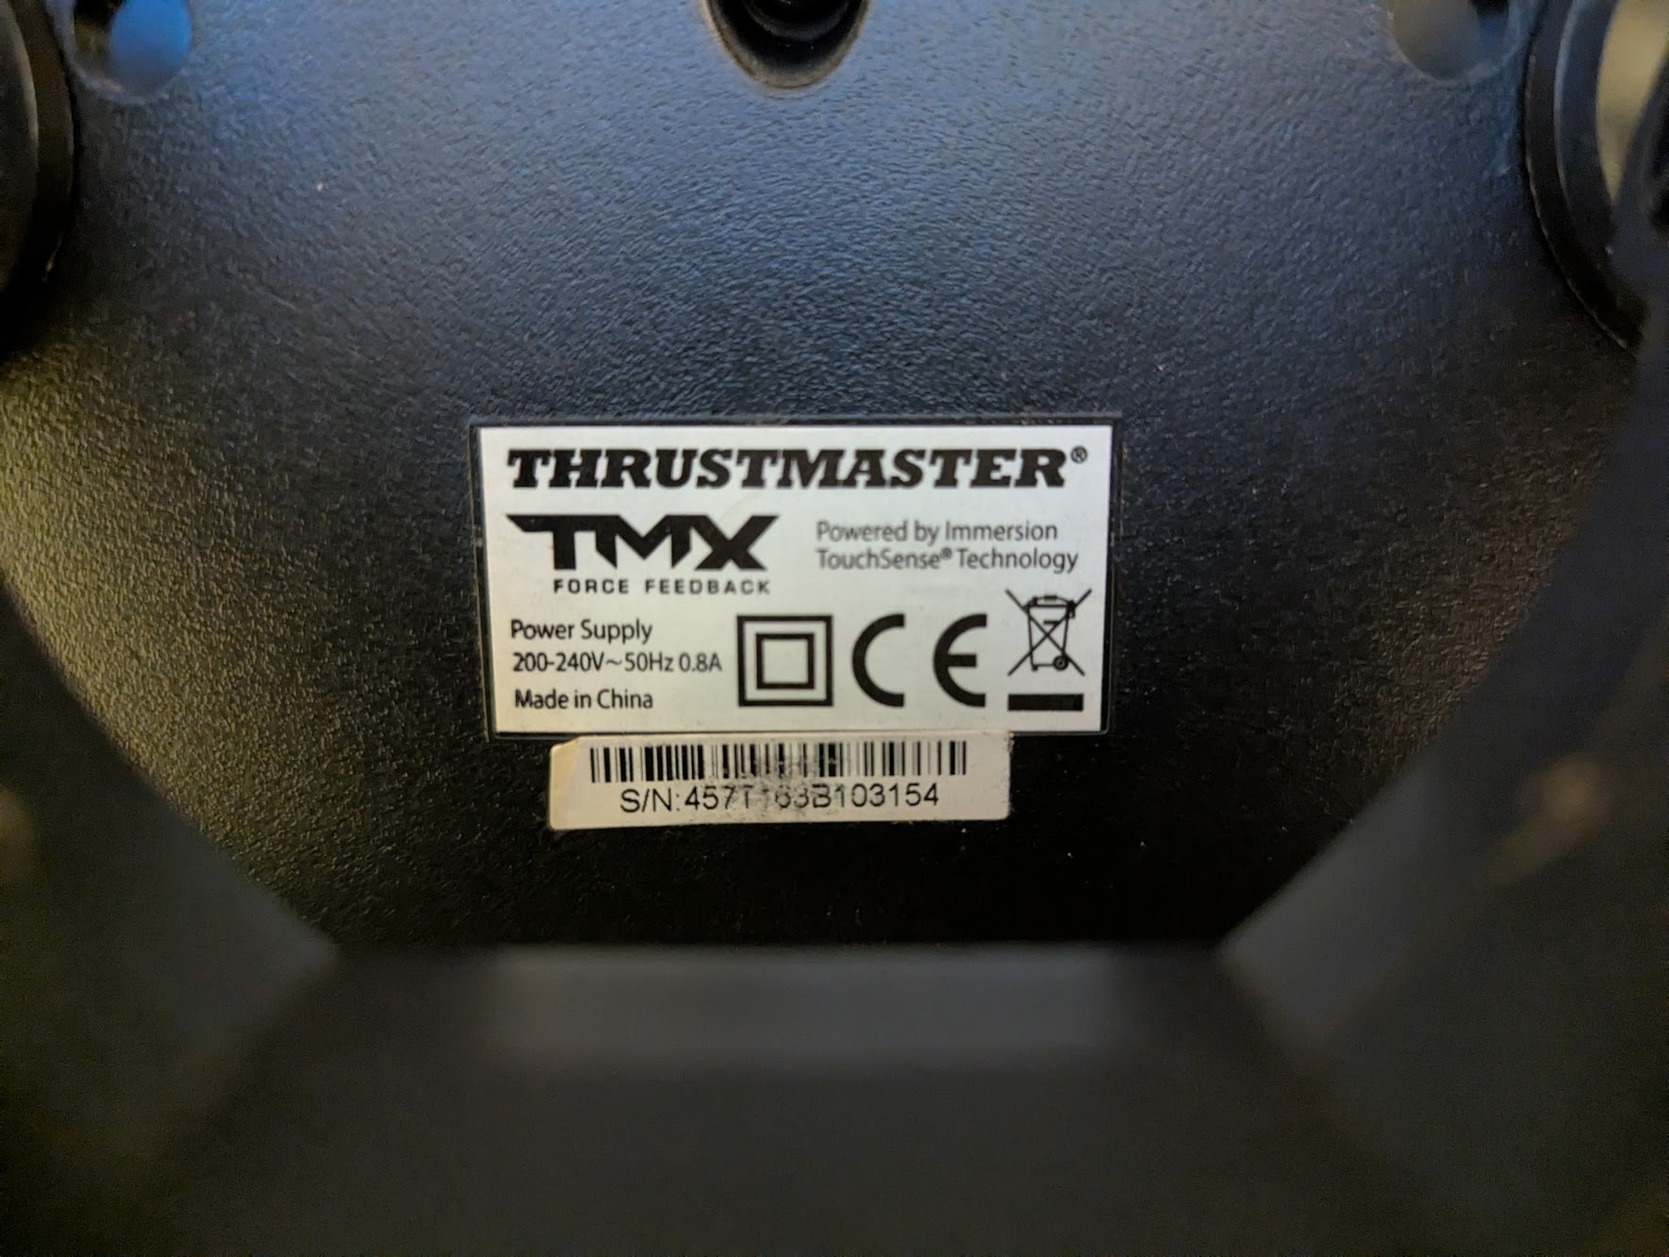 THRUSTMASTER®
TMX
FORCE FEEDBACK
Powered by Immersion
TouchSense® Technology
Power Supply
200-240V~50Hz 0.8A
Made in China
CE